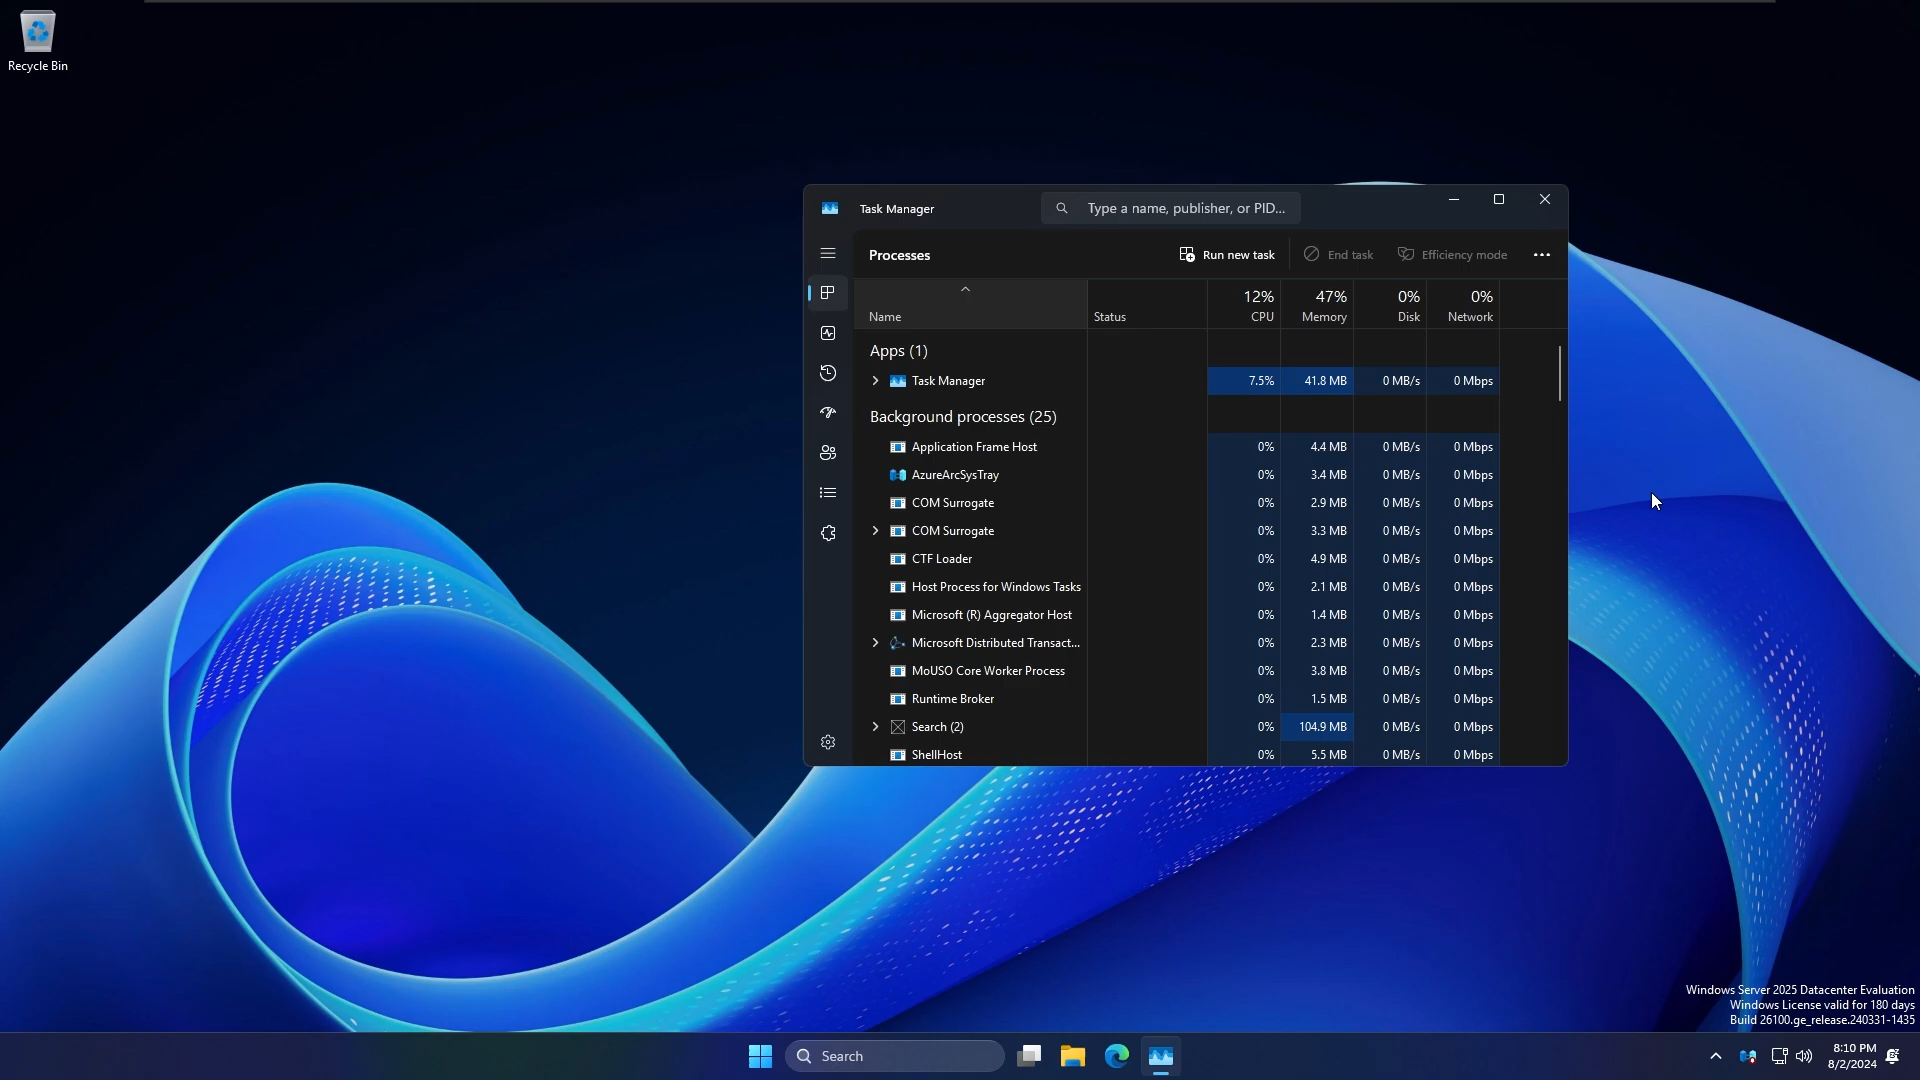 Recycle Bin
Task Manager
Type a name, publisher, or PID...
Processes
Run new task
End task
Efficiency mode
12% 47% 0% 0%
Name Status CPU Memory Disk Network
Apps (1)
Task Manager 7.5% 41.8 MB 0 MB/s 0 Mbps
Background processes (25)
Application Frame Host 0% 4.4 MB 0 MB/s 0 Mbps
AzureArcSysTray 0% 3.4 MB 0 MB/s 0 Mbps
COM Surrogate 0% 2.9 MB 0 MB/s 0 Mbps
COM Surrogate 0% 3.3 MB 0 MB/s 0 Mbps
CTF Loader 0% 4.9 MB 0 MB/s 0 Mbps
Host Process for Windows Tasks 0% 2.1 MB 0 MB/s 0 Mbps
Microsoft (R) Aggregator Host 0% 1.4 MB 0 MB/s 0 Mbps
Microsoft Distributed Transact... 0% 2.3 MB 0 MB/s 0 Mbps
MoUSO Core Worker Process 0% 3.8 MB 0 MB/s 0 Mbps
Runtime Broker 0% 1.5 MB 0 MB/s 0 Mbps
Search (2) 0% 104.9 MB 0 MB/s 0 Mbps
ShellHost 0% 5.5 MB 0 MB/s 0 Mbps
Windows Server 2025 Datacenter Evaluation
Windows License valid for 180 days
Build 26100.ge_release.240331-1435
Search
8:10 PM
8/2/2024